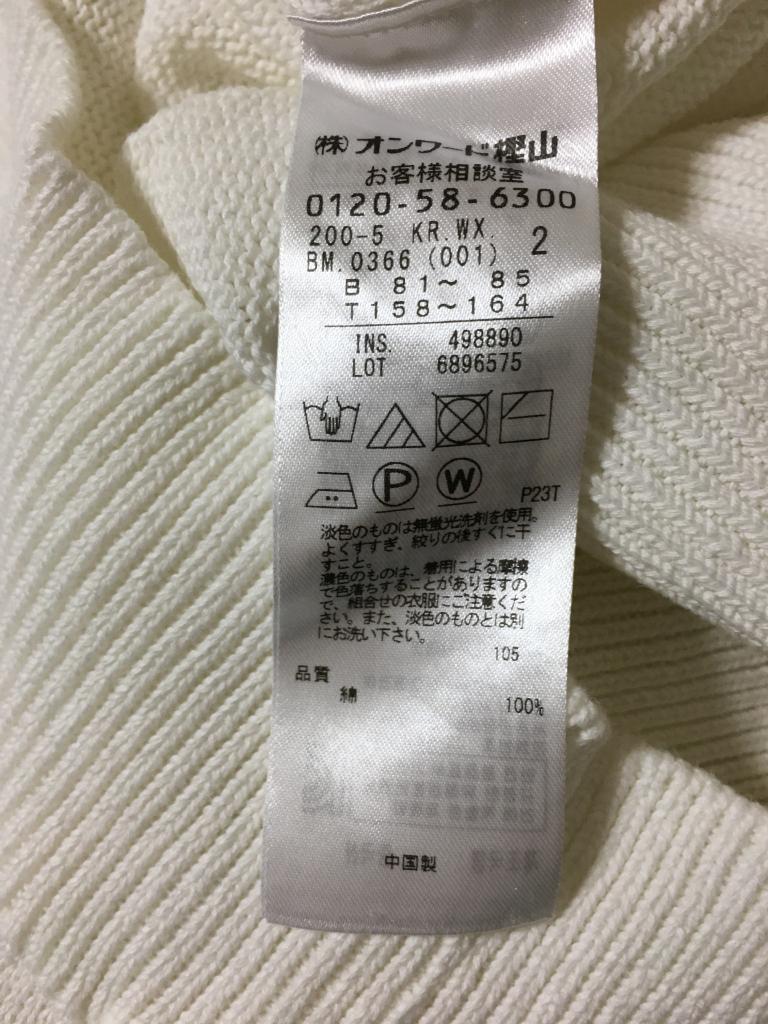 (株)オンワード樫山
お客様相談室
0120-58-6300
200-5 KR.WX. 2
BM.0366 (001)
B 81～ 85
T158～164
INS. 498890
LOT 6896575
P W P23T
淡色のものは無蛍光洗剤を使用。
よくすすぎ、絞りの後すぐに干
すこと。
濃色のものは、着用による摩擦
で色落ちすることがありますの
で、組合せの衣服にご注意くだ
さい。また、淡色のものとは別
にお洗い下さい。
105
品質
綿 100%
中国製